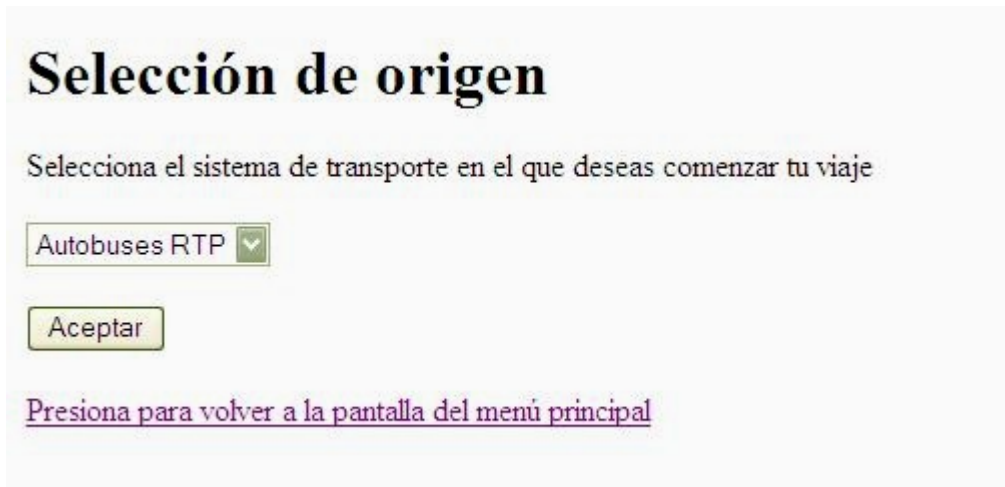 Selección de origen
Selecciona el sistema de transporte en el que deseas comenzar tu viaje
Autobuses RTP
Aceptar
Presiona para volver a la pantalla del menú principal